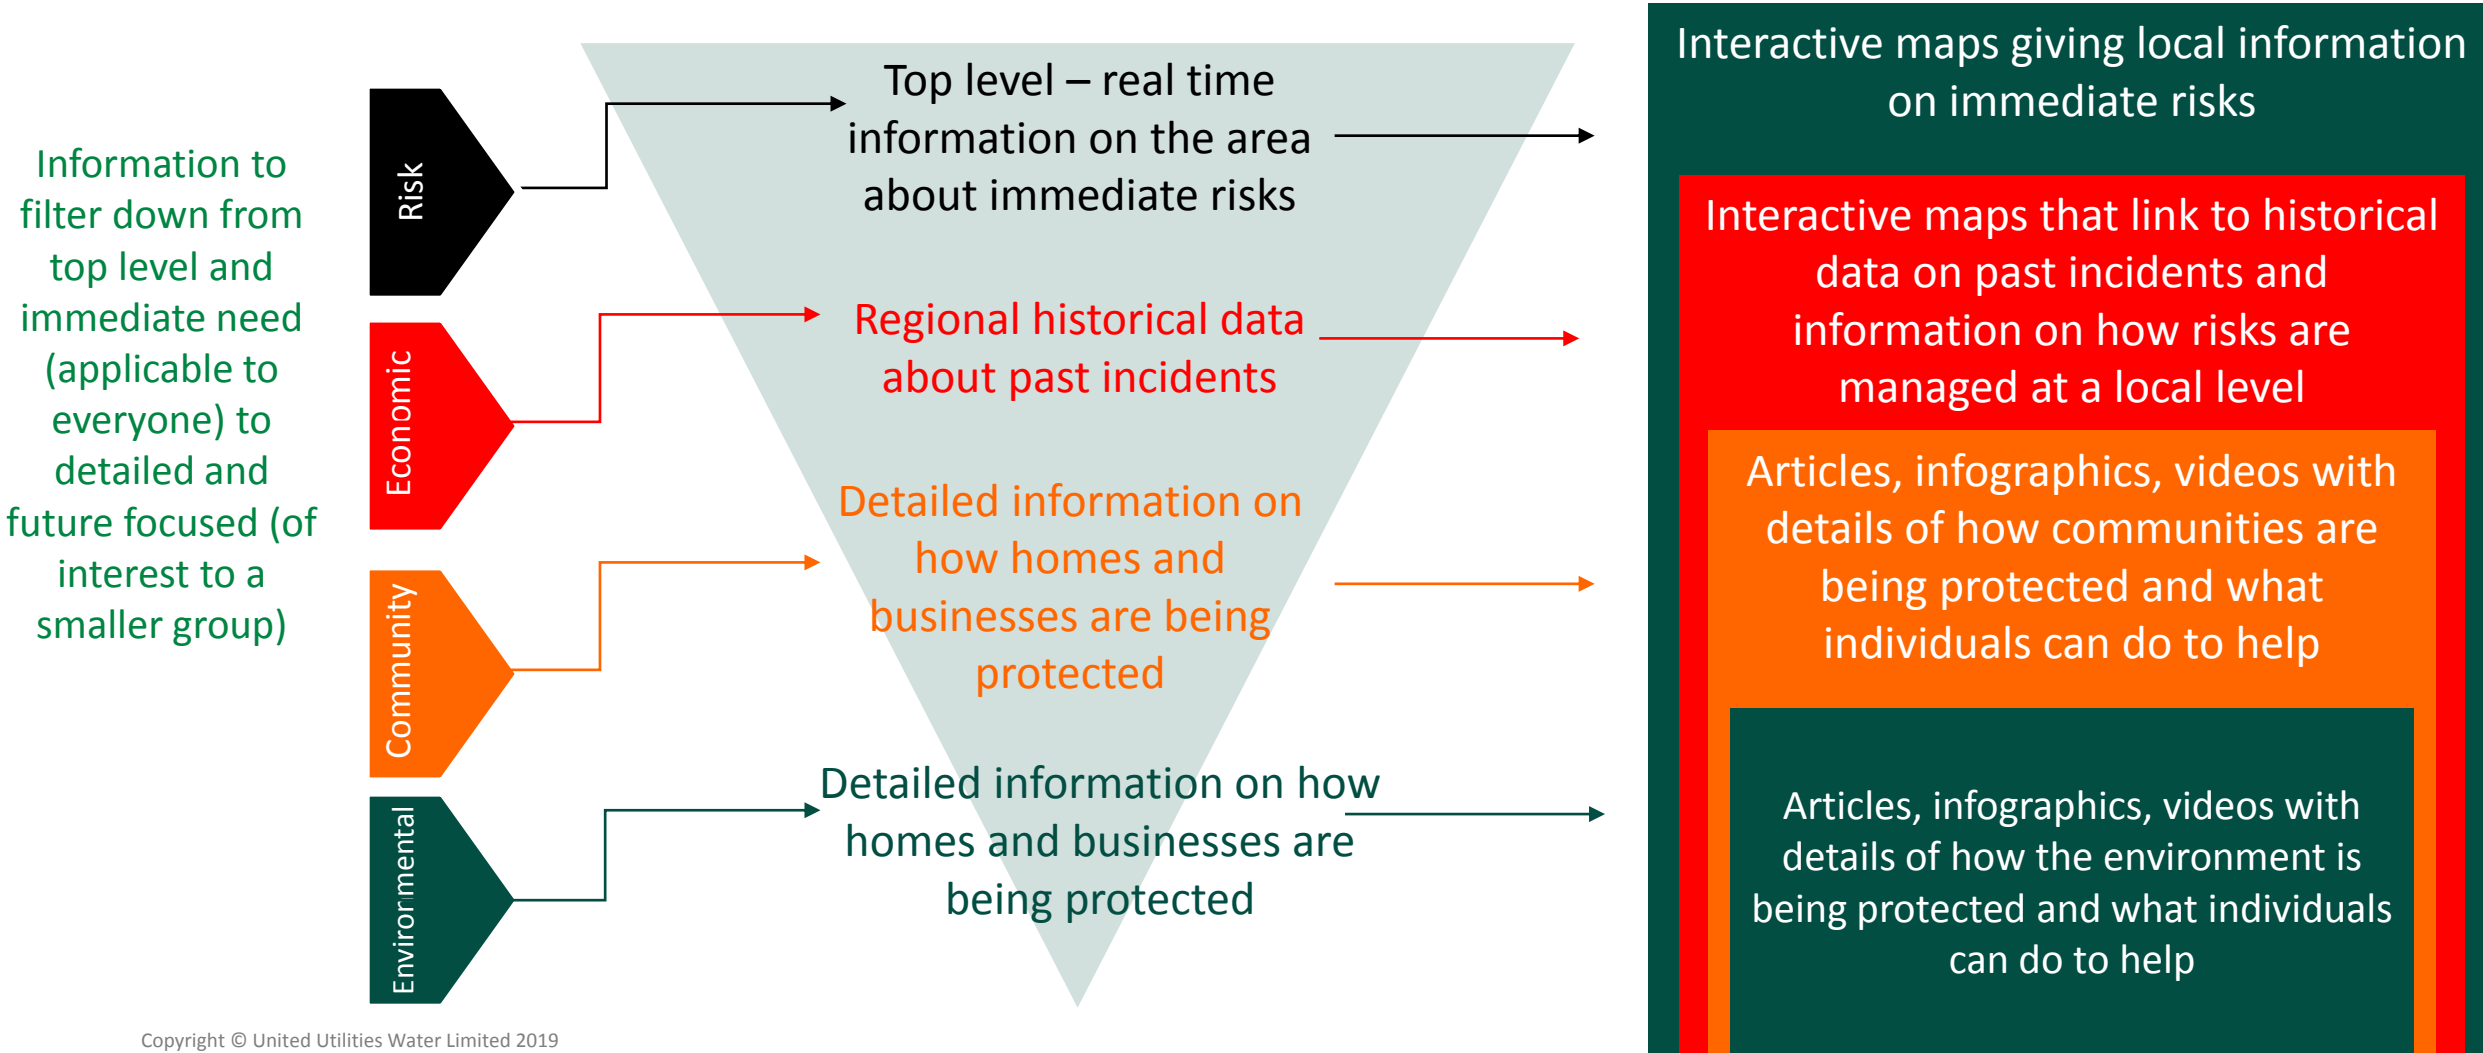 Information to
filter down from
top level and
immediate need
(applicable to
everyone) to
detailed and
future focused (of
interest to a
smaller group)
Risk
Economic
Community
Environmental
Top level – real time
information on the area
about immediate risks
Regional historical data
about past incidents
Detailed information on
how homes and
businesses are being
protected
Detailed information on how
homes and businesses are
being protected
Interactive maps giving local information
on immediate risks
Interactive maps that link to historical
data on past incidents and
information on how risks are
managed at a local level
Articles, infographics, videos with
details of how communities are
being protected and what
individuals can do to help
Articles, infographics, videos with
details of how the environment is
being protected and what individuals
can do to help
Copyright © United Utilities Water Limited 2019